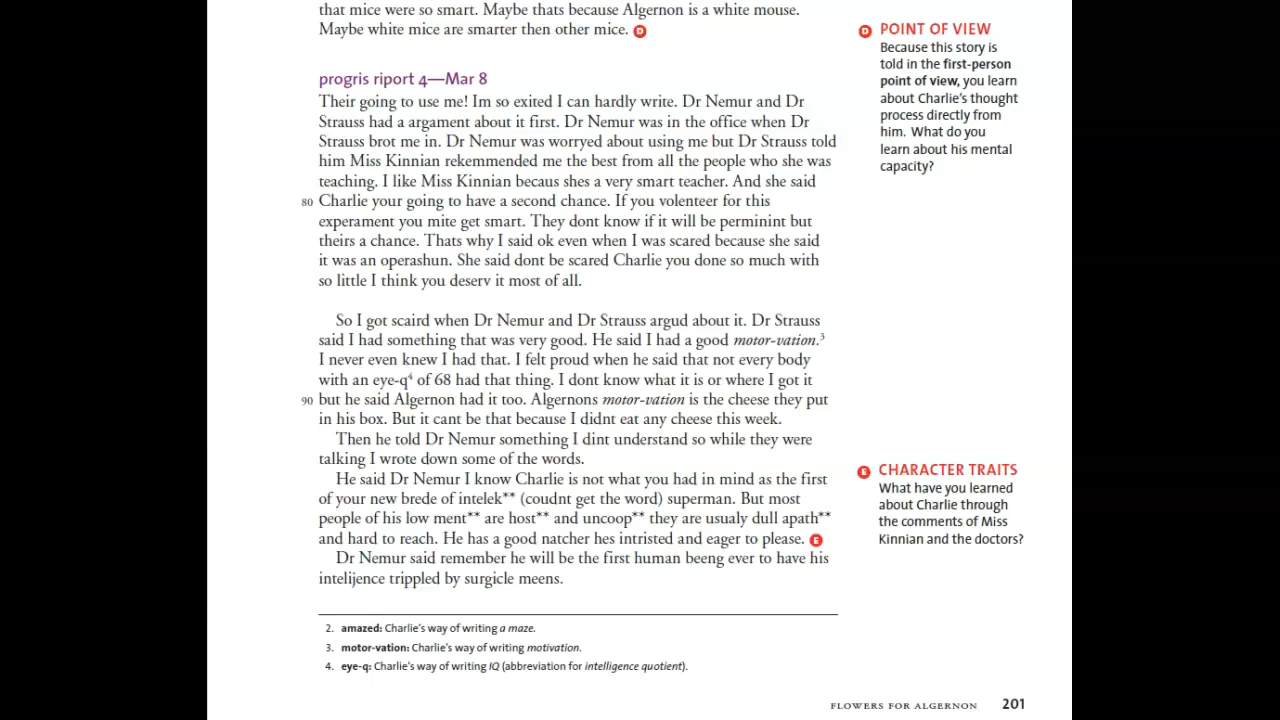 that mice were so smart. Maybe thats because Algernon is a white mouse.
Maybe white mice are smarter then other mice. D
progris riport 4—Mar 8
Their going to use me! Im so exited I can hardly write. Dr Nemur and Dr
Strauss had a argument about it first. Dr Nemur was in the office when Dr
Strauss brot me in. Dr Nemur was worryed about using me but Dr Strauss told
him Miss Kinnian rekemmended me the best from all the people who she was
teaching. I like Miss Kinnian becaus shes a very smart teacher. And she said
80 Charlie your going to have a second chance. If you volenteer for this
experament you mite get smart. They dont know if it will be perminint but
theirs a chance. Thats why I said ok even when I was scared because she said
it was an operashun. She said dont be scared Charlie you done so much with
so little I think you deserv it most of all.
So I got scaird when Dr Nemur and Dr Strauss argud about it. Dr Strauss
said I had something that was very good. He said I had a good motor-vation.³
I never even knew I had that. I felt proud when he said that not every body
with an eye-q⁴ of 68 had that thing. I dont know what it is or where I got it
90 but he said Algernon had it too. Algernons motor-vation is the cheese they put
in his box. But it cant be that because I didnt eat any cheese this week.
Then he told Dr Nemur something I dint understand so while they were
talking I wrote down some of the words.
He said Dr Nemur I know Charlie is not what you had in mind as the first
of your new brede of intelek** (coudnt get the word) superman. But most
people of his low ment** are host** and uncoop** they are usualy dull apath**
and hard to reach. He has a good natcher hes intristed and eager to please. E
Dr Nemur said remember he will be the first human beeng ever to have his
intelijence trippled by surgicle meens.
2. amazed: Charlie's way of writing a maze.
3. motor-vation: Charlie's way of writing motivation.
4. eye-q: Charlie's way of writing IQ (abbreviation for intelligence quotient).
D POINT OF VIEW
Because this story is
told in the first-person
point of view, you learn
about Charlie's thought
process directly from
him. What do you
learn about his mental
capacity?
E CHARACTER TRAITS
What have you learned
about Charlie through
the comments of Miss
Kinnian and the doctors?
FLOWERS FOR ALGERNON 201